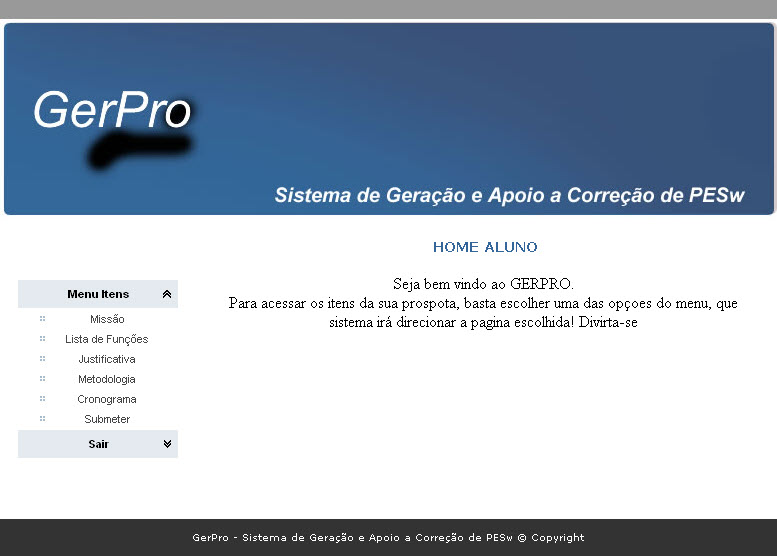 GerPro
Sistema de Geração e Apoio a Correção de PESw
HOME ALUNO
Seja bem vindo ao GERPRO.
Para acessar os itens da sua prospota, basta escolher uma das opçoes do menu, que
sistema irá direcionar a pagina escolhida! Divirta-se
Menu Itens
Missão
Lista de Funções
Justificativa
Metodologia
Cronograma
Submeter
Sair
GerPro - Sistema de Geração e Apoio a Correção de PESw © Copyright